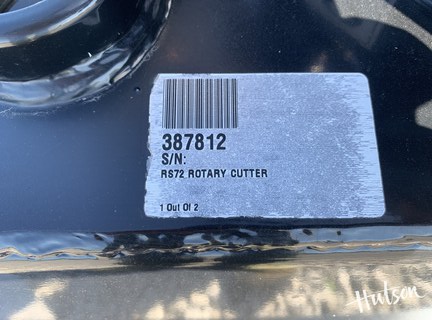 387812
S/N:
RS72 ROTARY CUTTER
1 Out Of 2
Hutson